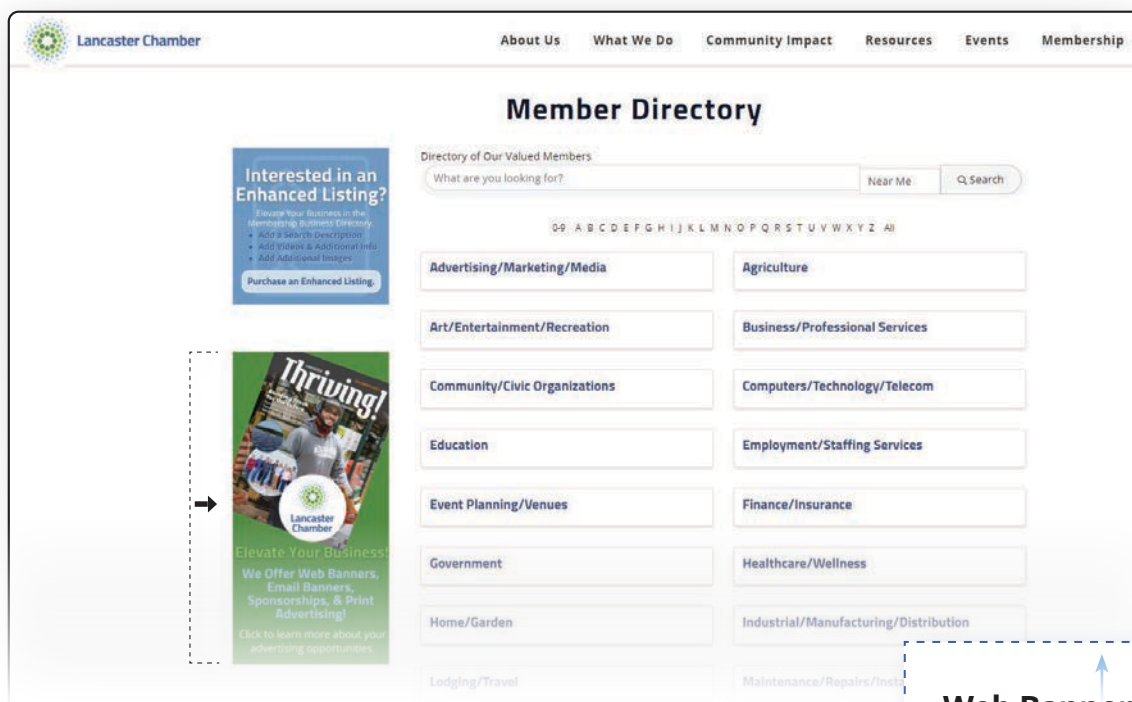 Lancaster Chamber
About Us What We Do Community Impact Resources Events Membership
Member Directory
Interested in an
Enhanced Listing?
Elevate Your Business in the
Membership Business Directory
• Add a Search Description
• Add Videos & Additional Info
• Add Additional Images
Purchase an Enhanced Listing.
Directory of Our Valued Members
What are you looking for? Near Me Search
0-9 A B C D E F G H I J K L M N O P Q R S T U V W X Y Z All
Advertising/Marketing/Media Agriculture
Art/Entertainment/Recreation Business/Professional Services
Community/Civic Organizations Computers/Technology/Telecom
Education Employment/Staffing Services
Event Planning/Venues Finance/Insurance
Government Healthcare/Wellness
Home/Garden Industrial/Manufacturing/Distribution
Lodging/Travel Maintenance/Repairs/Insta
Thriving!
Lancaster
Chamber
Elevate Your Business!
We Offer Web Banners,
Email Banners,
Sponsorships, & Print
Advertising!
Click to learn more about your
advertising opportunities.
Web Banner